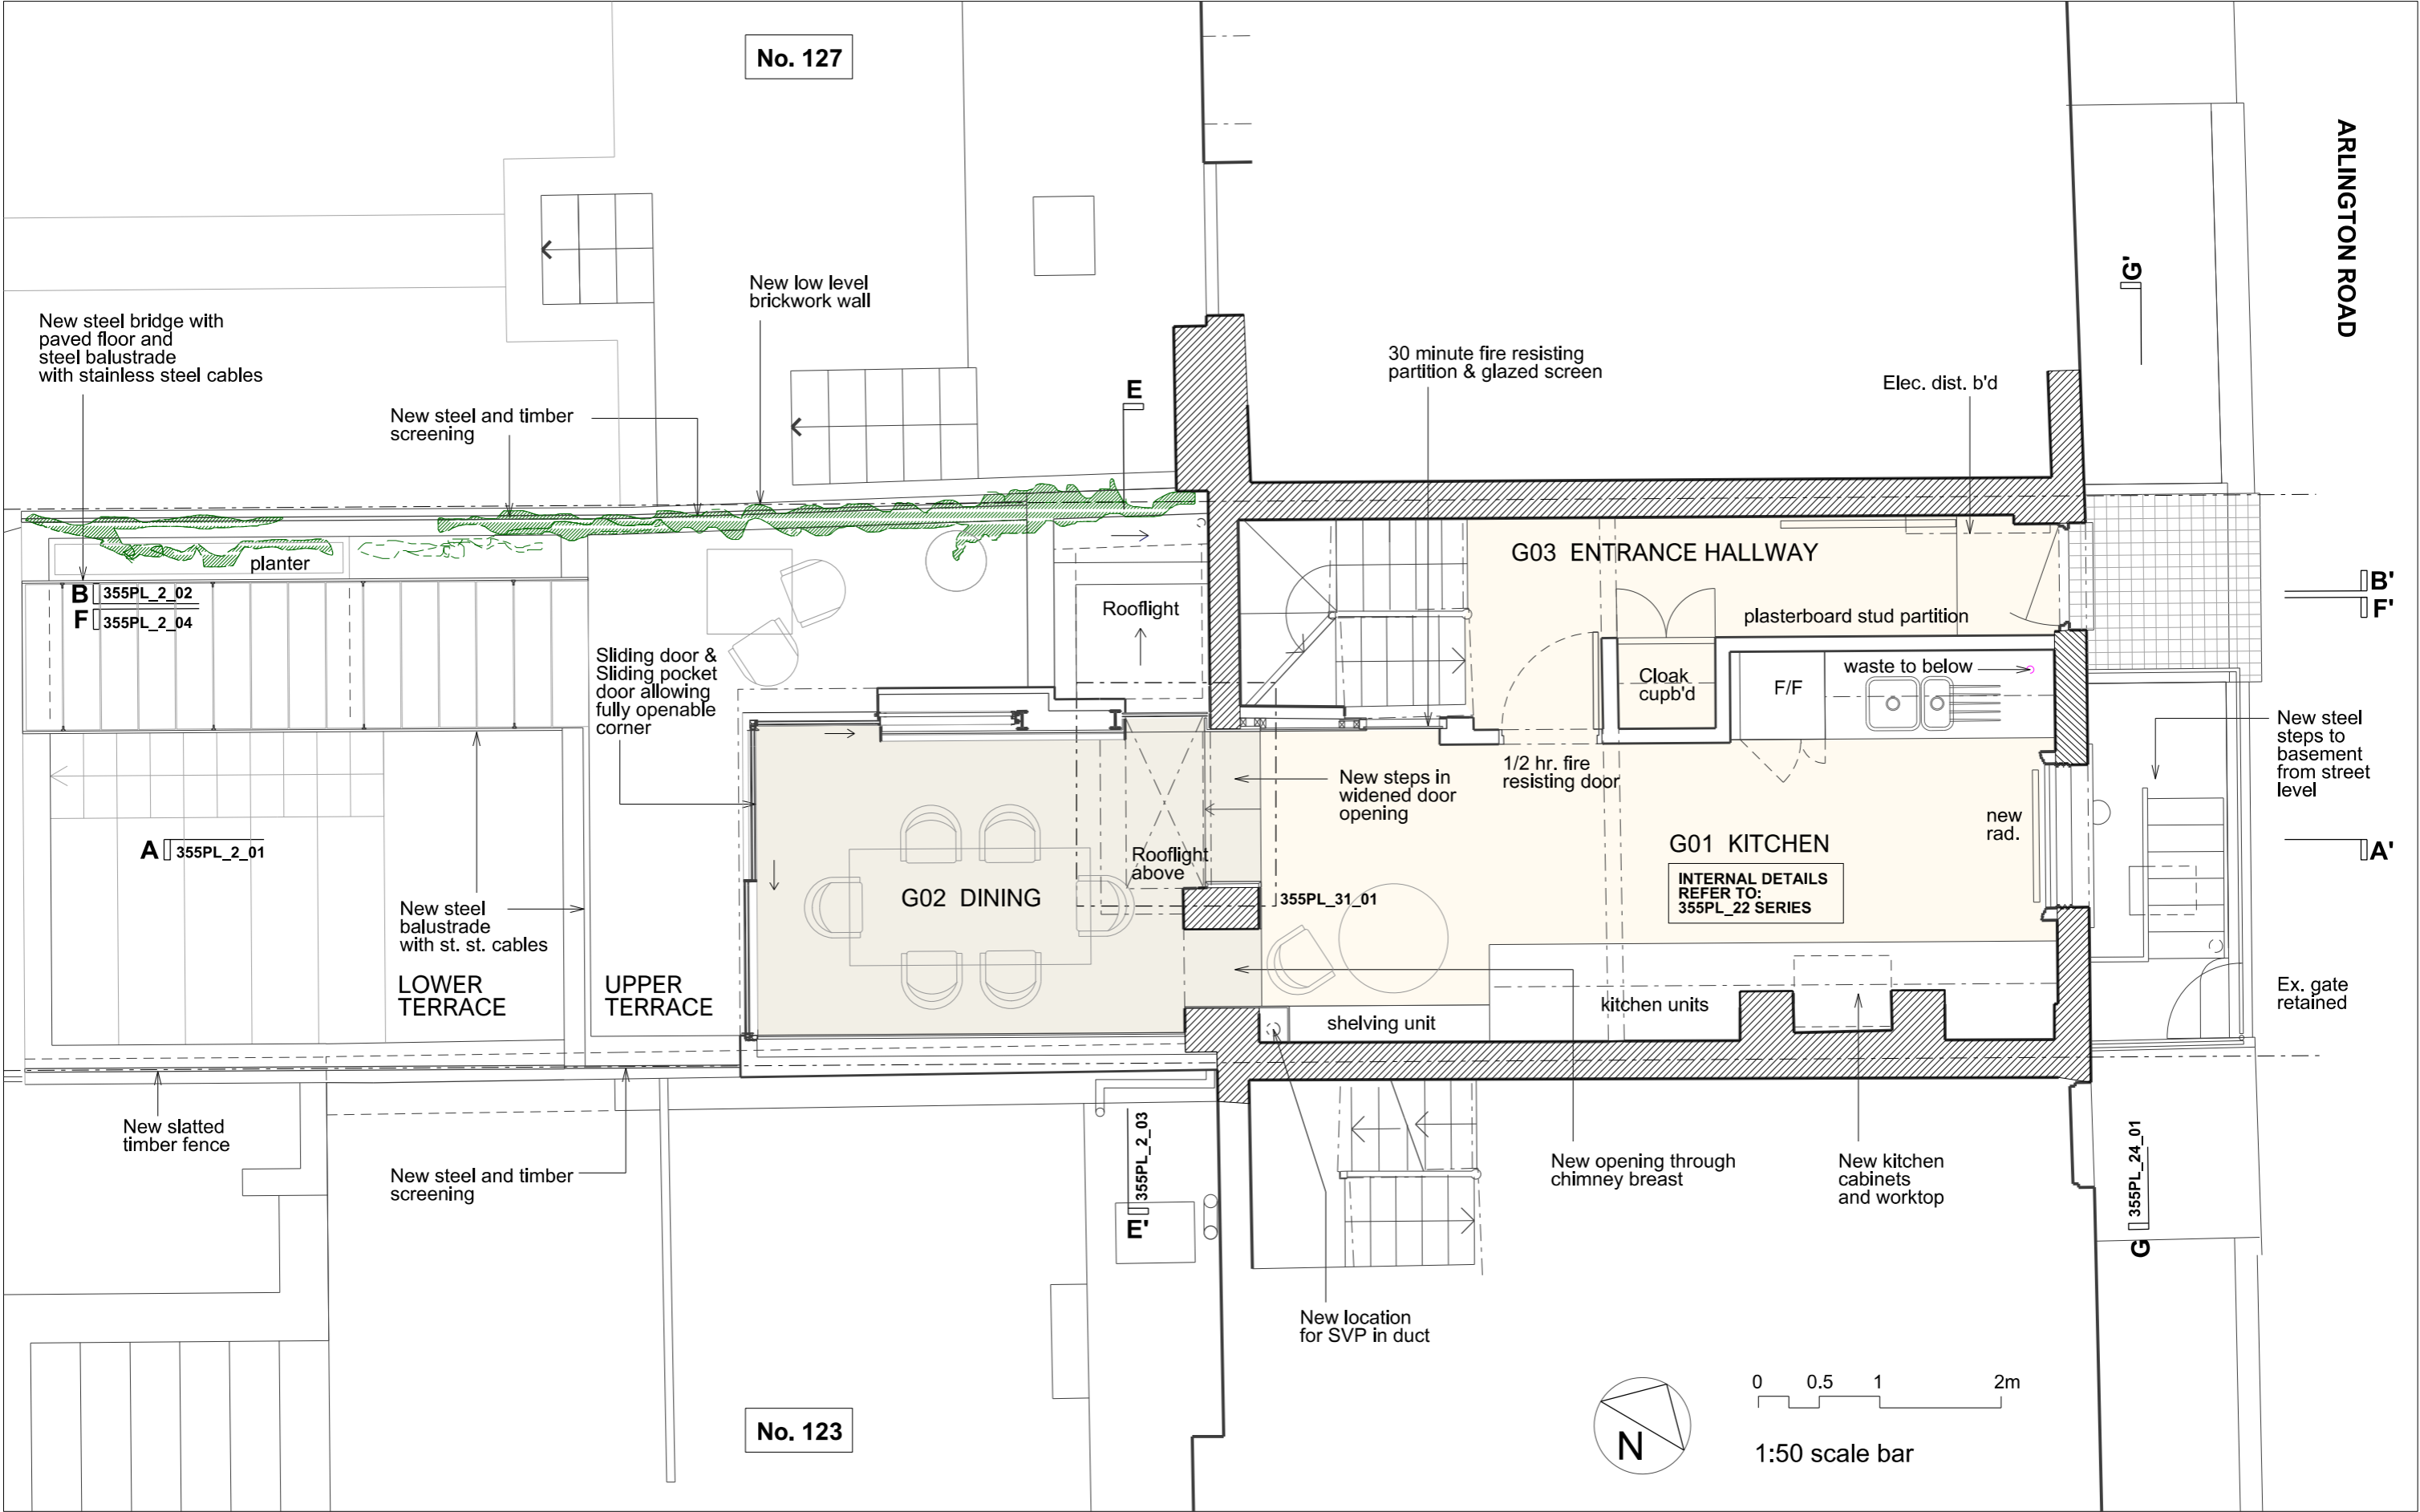 No. 127
ARLINGTON ROAD
G'
New low level
brickwork wall
New steel bridge with
paved floor and
steel balustrade
with stainless steel cables
30 minute fire resisting
partition & glazed screen
Elec. dist. b'd
E
New steel and timber
screening
G03 ENTRANCE HALLWAY
planter
B 355PL_2_02
F 355PL_2_04
B'
F'
Rooflight
plasterboard stud partition
Sliding door &
Sliding pocket
door allowing
fully openable
corner
Cloak
cupb'd
F/F
waste to below
New steel
steps to
basement
from street
level
New steps in
widened door
opening
1/2 hr. fire
resisting door
new
rad.
A 355PL_2_01
A'
G01 KITCHEN
INTERNAL DETAILS
REFER TO:
355PL_22 SERIES
Rooflight
above
G02 DINING
355PL_31_01
New steel
balustrade
with st. st. cables
LOWER
TERRACE
UPPER
TERRACE
Ex. gate
retained
kitchen units
shelving unit
New slatted
timber fence
New steel and timber
screening
355PL_2_03
E'
New opening through
chimney breast
New kitchen
cabinets
and worktop
355PL_24_01
G
New location
for SVP in duct
No. 123
N
0 0.5 1 2m
1:50 scale bar